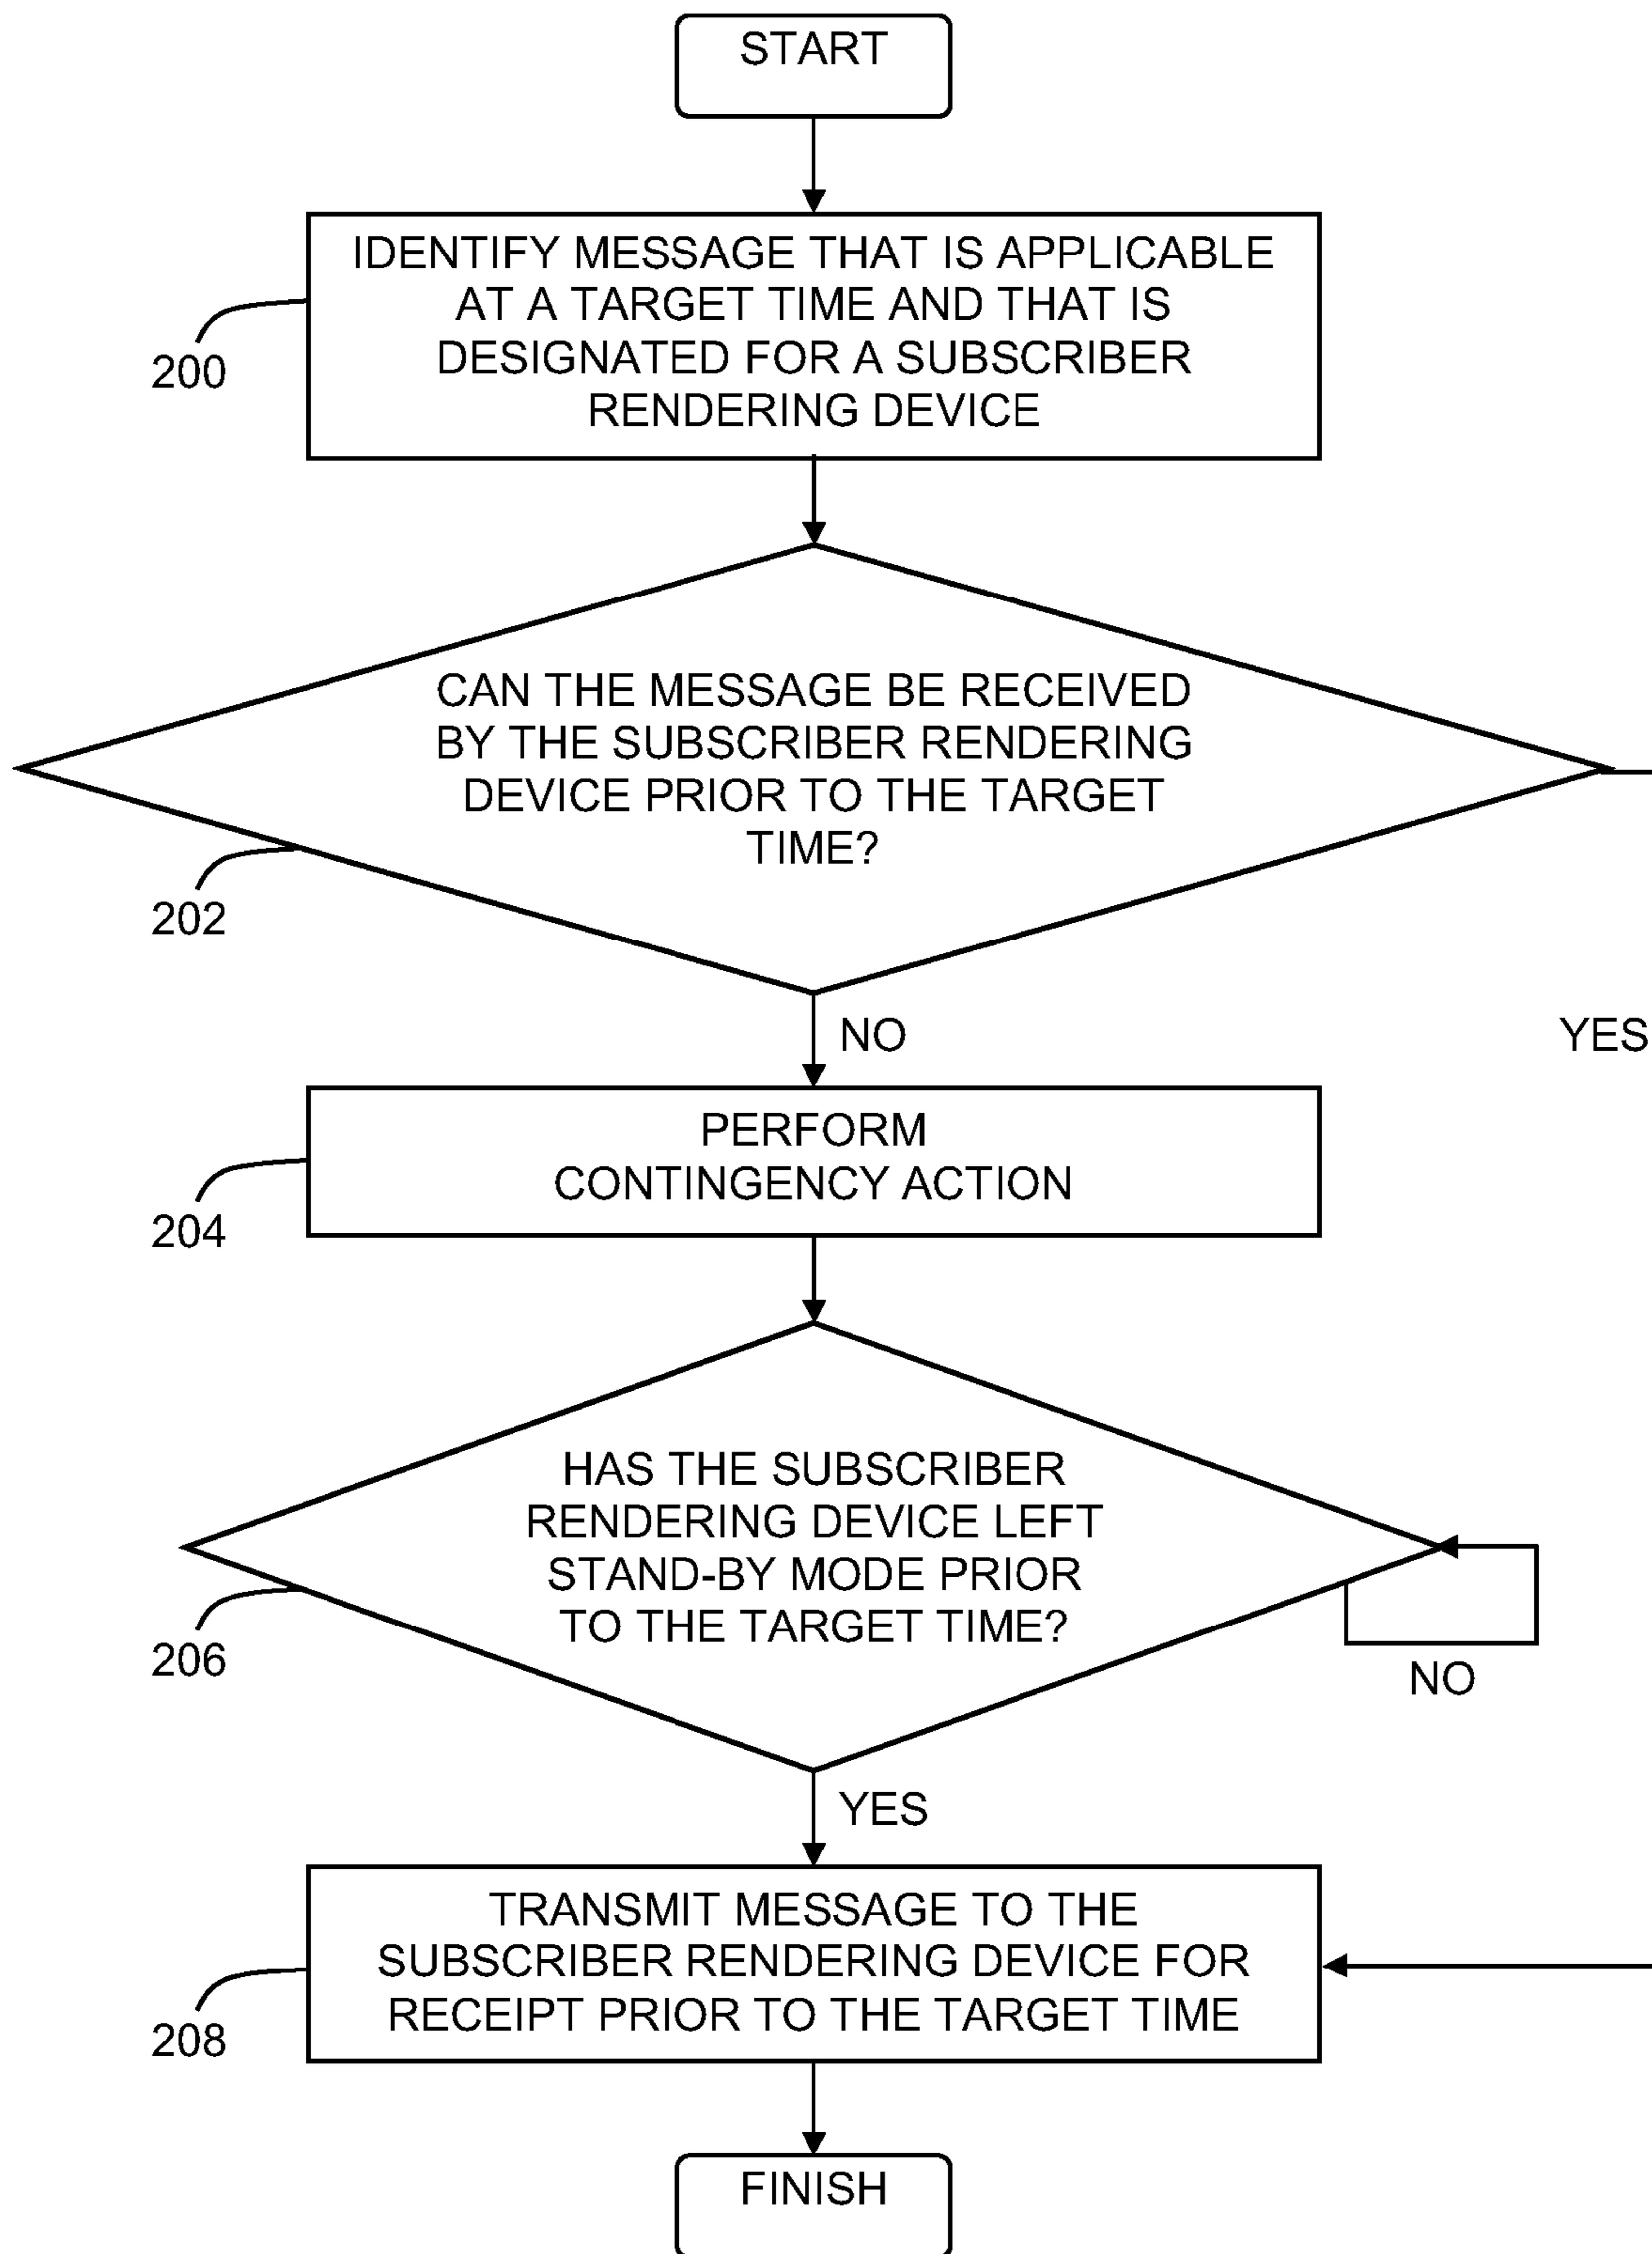 START
IDENTIFY MESSAGE THAT IS APPLICABLE
AT A TARGET TIME AND THAT IS
DESIGNATED FOR A SUBSCRIBER
RENDERING DEVICE
200
CAN THE MESSAGE BE RECEIVED
BY THE SUBSCRIBER RENDERING
DEVICE PRIOR TO THE TARGET
TIME?
202
NO
YES
PERFORM
CONTINGENCY ACTION
204
HAS THE SUBSCRIBER
RENDERING DEVICE LEFT
STAND-BY MODE PRIOR
TO THE TARGET TIME?
206
NO
YES
TRANSMIT MESSAGE TO THE
SUBSCRIBER RENDERING DEVICE FOR
RECEIPT PRIOR TO THE TARGET TIME
208
FINISH